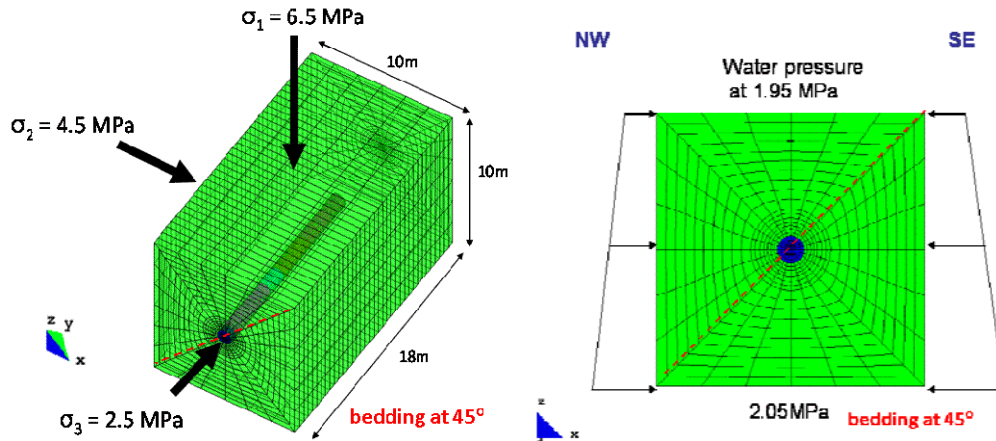 σ1 = 6.5 MPa
10m
σ2 = 4.5 MPa
10m
z y
x
18m
σ3 = 2.5 MPa
bedding at 45°
NW
SE
Water pressure
at 1.95 MPa
z
x
2.05MPa
bedding at 45°